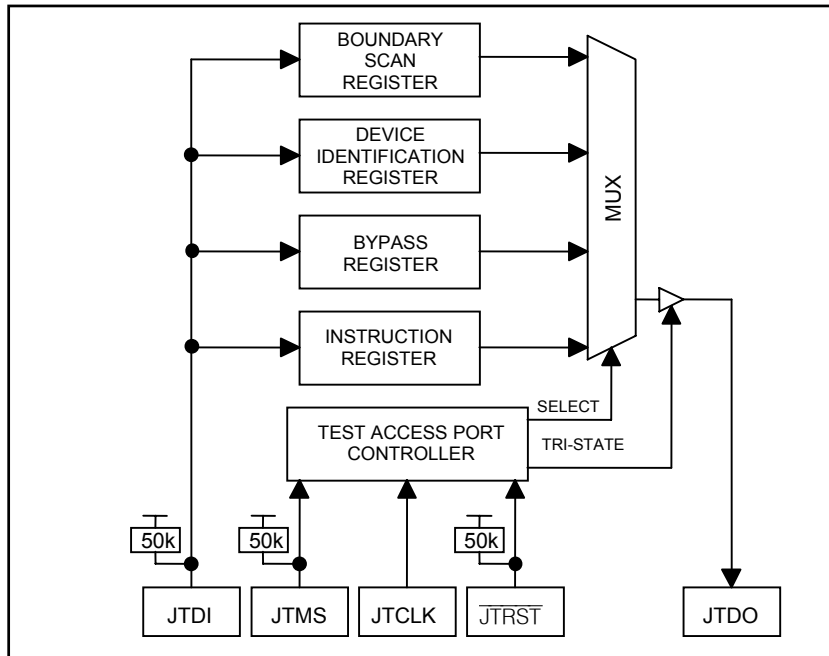 BOUNDARY
SCAN
REGISTER
DEVICE
IDENTIFICATION
REGISTER
BYPASS
REGISTER
INSTRUCTION
REGISTER
MUX
SELECT
TEST ACCESS PORT
CONTROLLER
TRI-STATE
50k
50k
50k
JTDI
JTMS
JTCLK
JTRST
JTDO